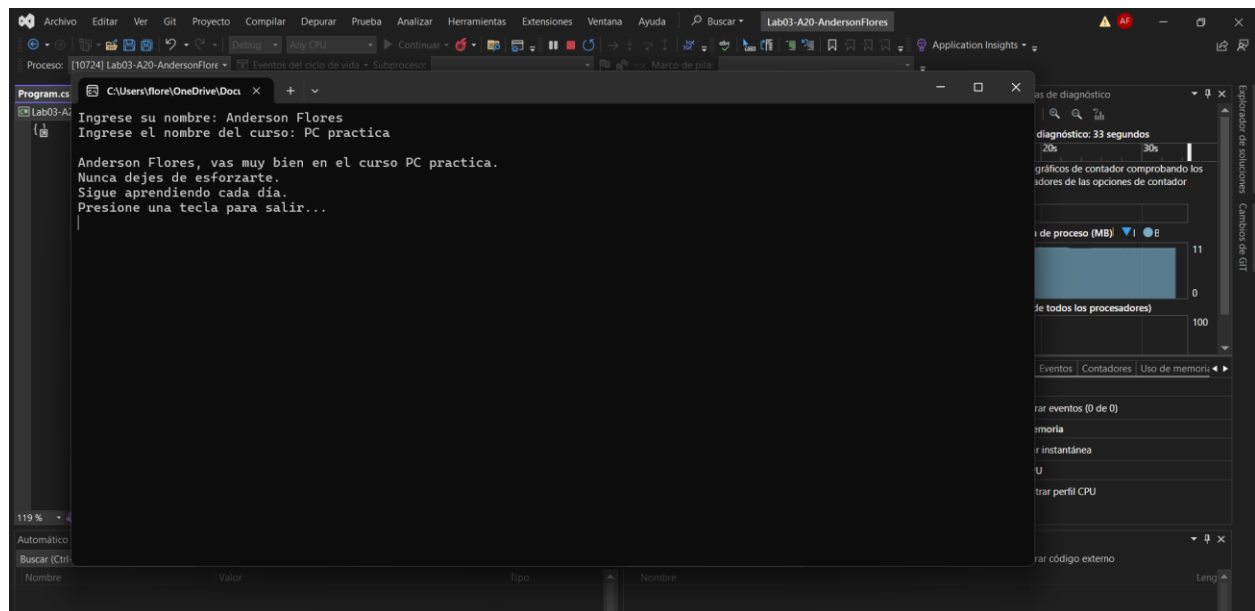 Archivo Editar Ver Git Proyecto Compilar Depurar Prueba Analizar Herramientas Extensiones Ventana Ayuda Buscar Lab03-A20-AndersonFlores AF
Debug Any CPU Continuar Application Insights
Proceso: [10724] Lab03-A20-AndersonFlore Eventos del ciclo de vida Subproceso: Marco de pila:
Program.cs C:\Users\flore\OneDrive\Docu as de diagnóstico
Lab03-A2
Ingrese su nombre: Anderson Flores
Ingrese el nombre del curso: PC practica
Anderson Flores, vas muy bien en el curso PC practica.
Nunca dejes de esforzarte.
Sigue aprendiendo cada día.
Presione una tecla para salir...
diagnóstico: 33 segundos
20s 30s
gráficos de contador comprobando los
adores de las opciones de contador
de proceso (MB)
11
0
de todos los procesadores)
100
Eventos Contadores Uso de memoria
rar eventos (0 de 0)
emoria
r instantánea
U
trar perfil CPU
Explorador de soluciones
Cambios de GIT
119 %
Automático
Buscar (Ctrl rar código externo
Nombre Valor Tipo Nombre Leng